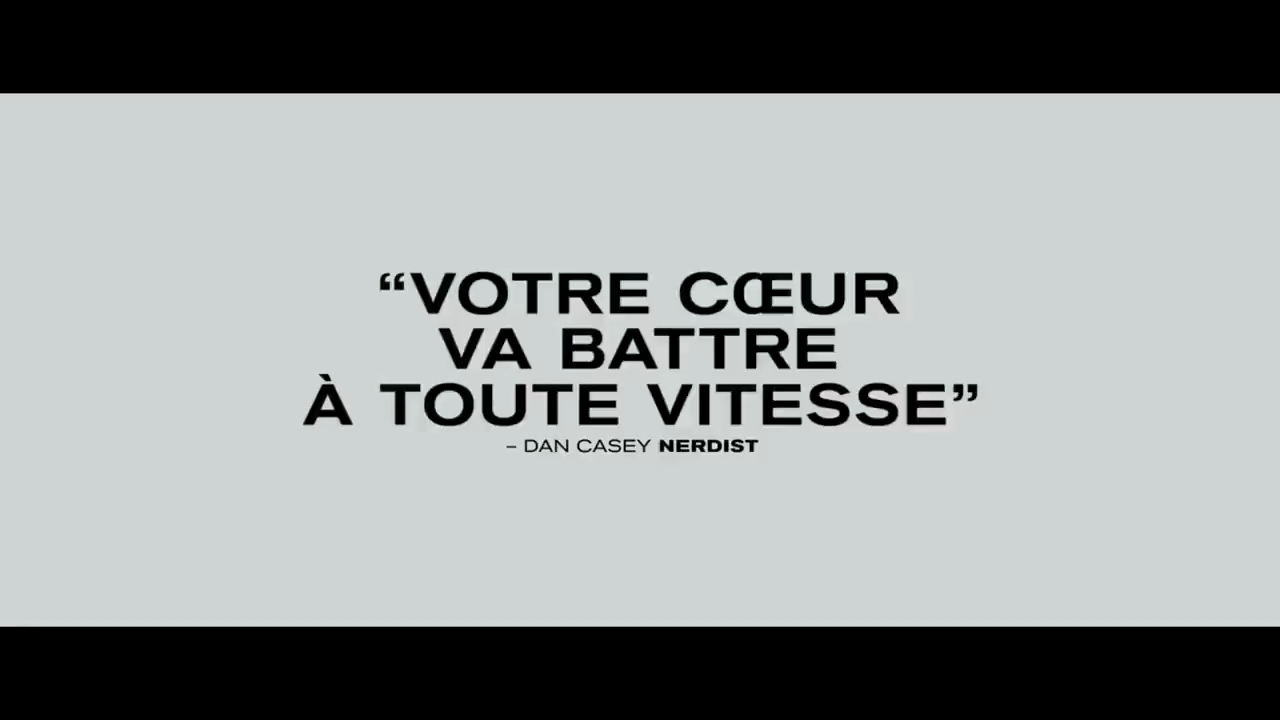 “VOTRE CŒUR
VA BATTRE
À TOUTE VITESSE”
– DAN CASEY NERDIST